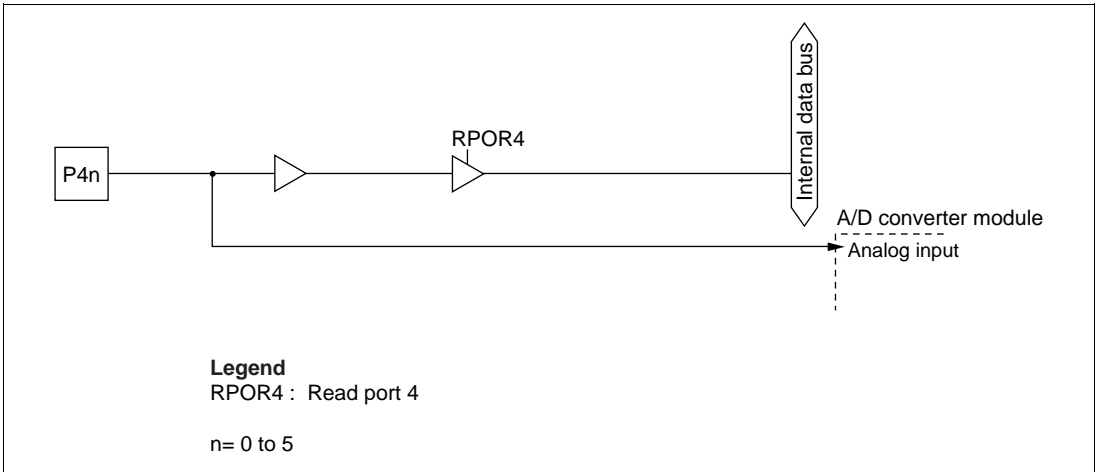 Internal data bus
RPOR4
P4n
A/D converter module
Analog input
Legend
RPOR4 : Read port 4
n= 0 to 5